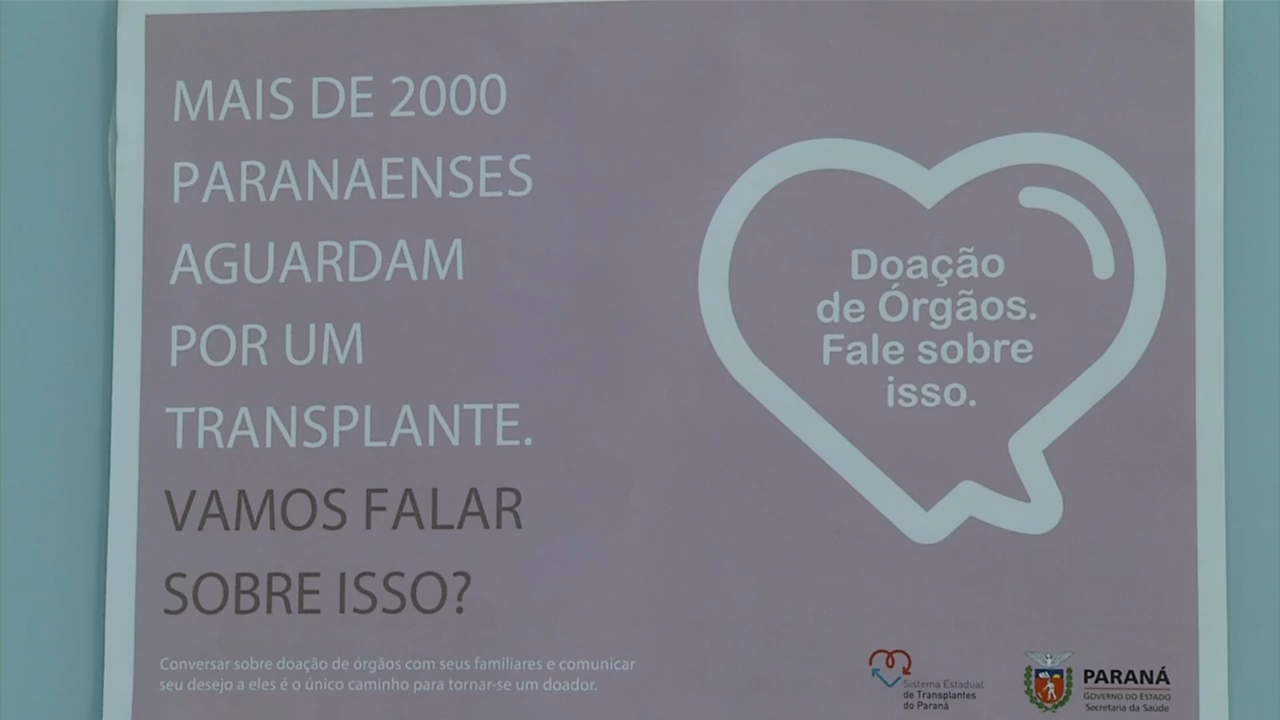 MAIS DE 2000
PARANAENSES
AGUARDAM
POR UM
TRANSPLANTE.
VAMOS FALAR
SOBRE ISSO?
Conversar sobre doação de órgãos com seus familiares e comunicar
seu desejo a eles é o único caminho para tornar-se um doador.
Doação
de Órgãos.
Fale sobre
isso.
Sistema Estadual
de Transplantes
do Paraná
PARANÁ
GOVERNO DO ESTADO
Secretaria da Saúde